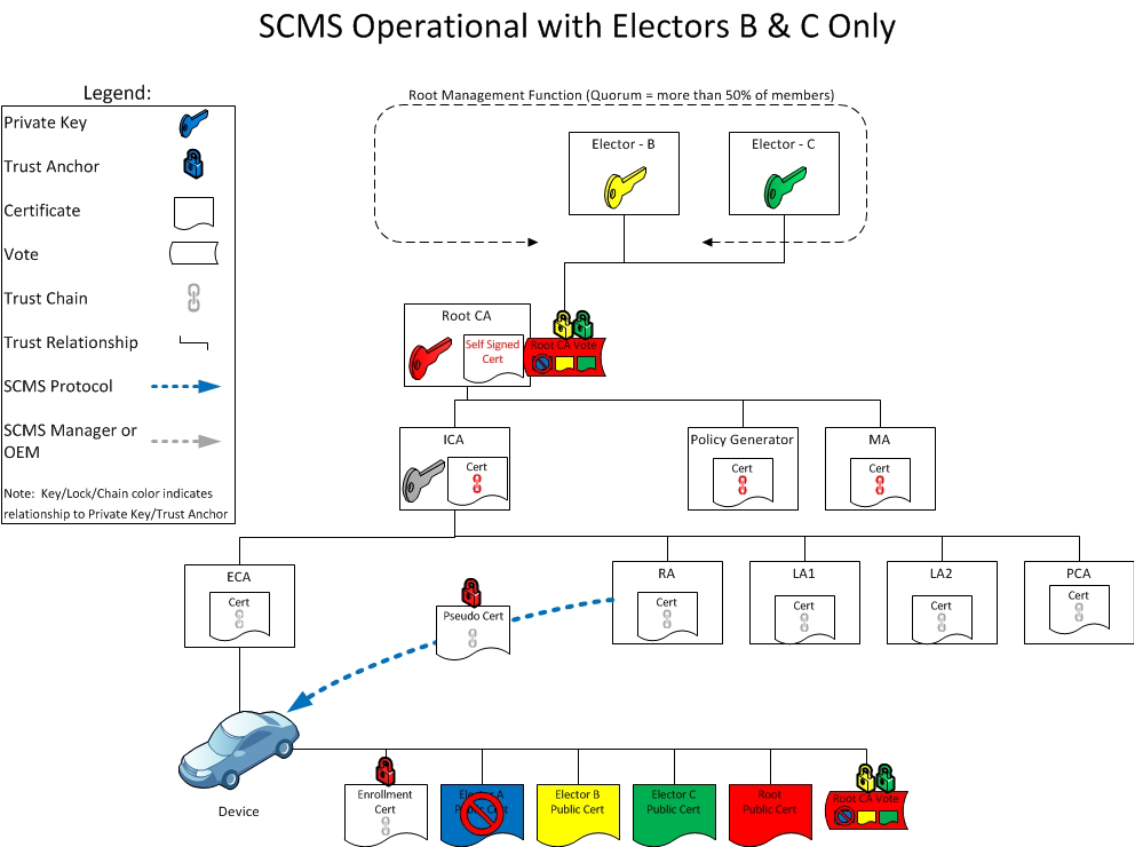 SCMS Operational with Electors B & C Only
Legend:
Private Key
Trust Anchor
Certificate
Vote
Trust Chain
Trust Relationship
SCMS Protocol
SCMS Manager or
OEM
Note: Key/Lock/Chain color indicates
relationship to Private Key/Trust Anchor
Root Management Function (Quorum = more than 50% of members)
Elector - B
Elector - C
Root CA
Self Signed
Cert
Root CA Vote
ICA
Cert
Policy Generator
Cert
MA
Cert
ECA
Cert
Pseudo Cert
RA
Cert
LA1
Cert
LA2
Cert
PCA
Cert
Device
Enrollment
Cert
Elector A
Public Cert
Elector B
Public Cert
Elector C
Public Cert
Root
Public Cert
Root CA Vote